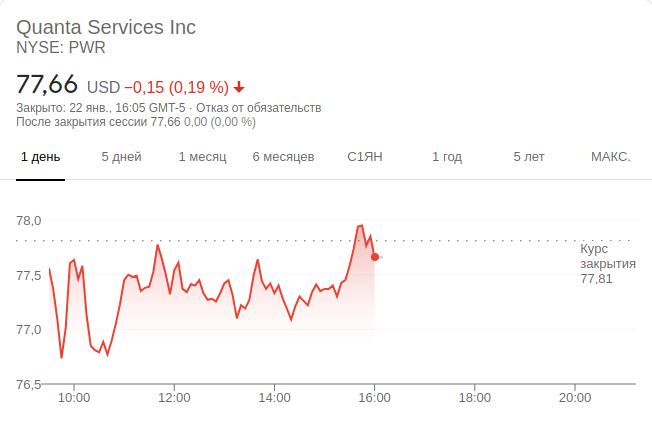 Quanta Services Inc
NYSE: PWR
77,66 USD −0,15 (0,19 %)
Закрыто: 22 янв., 16:05 GMT-5 · Отказ от обязательств
После закрытия сессии 77,66 0,00 (0,00 %)
1 день 5 дней 1 месяц 6 месяцев С1ЯН 1 год 5 лет МАКС.
78,0
Курс
закрытия
77,81
77,5
77,0
76,5
10:00 12:00 14:00 16:00 18:00 20:00